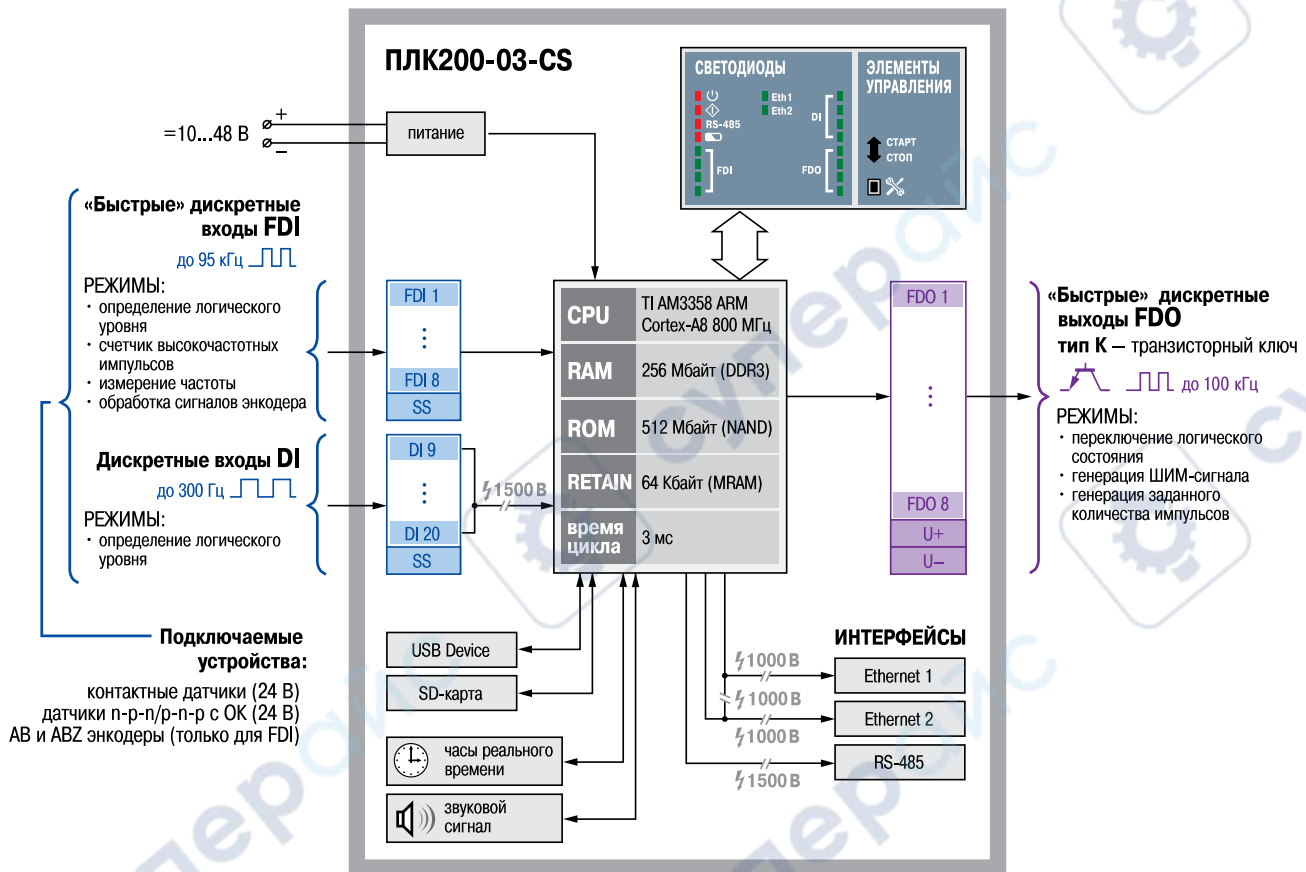 ПЛК200-03-CS
СВЕТОДИОДЫ
Eth1
Eth2
RS-485
DI
FDI
FDO
ЭЛЕМЕНТЫ
УПРАВЛЕНИЯ
СТАРТ
СТОП
=10...48 В
+
−
питание
«Быстрые» дискретные
входы FDI
до 95 кГц
РЕЖИМЫ:
· определение логического
уровня
· счетчик высокочастотных
импульсов
· измерение частоты
· обработка сигналов энкодера
Дискретные входы DI
до 300 Гц
РЕЖИМЫ:
· определение логического
уровня
Подключаемые
устройства:
контактные датчики (24 В)
датчики n-p-n/p-n-p с ОК (24 В)
AB и ABZ энкодеры (только для FDI)
FDI 1
⋮
FDI 8
SS
DI 9
⋮
DI 20
SS
1500 В
CPU TI AM3358 ARM
Cortex-A8 800 МГц
RAM 256 Мбайт (DDR3)
ROM 512 Мбайт (NAND)
RETAIN 64 Кбайт (MRAM)
время
цикла 3 мс
USB Device
SD-карта
часы реального
времени
звуковой
сигнал
FDO 1
⋮
FDO 8
U+
U−
«Быстрые» дискретные
выходы FDO
тип К — транзисторный ключ
до 100 кГц
РЕЖИМЫ:
· переключение логического
состояния
· генерация ШИМ-сигнала
· генерация заданного
количества импульсов
ИНТЕРФЕЙСЫ
1000 В
Ethernet 1
1000 В
Ethernet 2
1000 В
RS-485
1500 В
суперайс